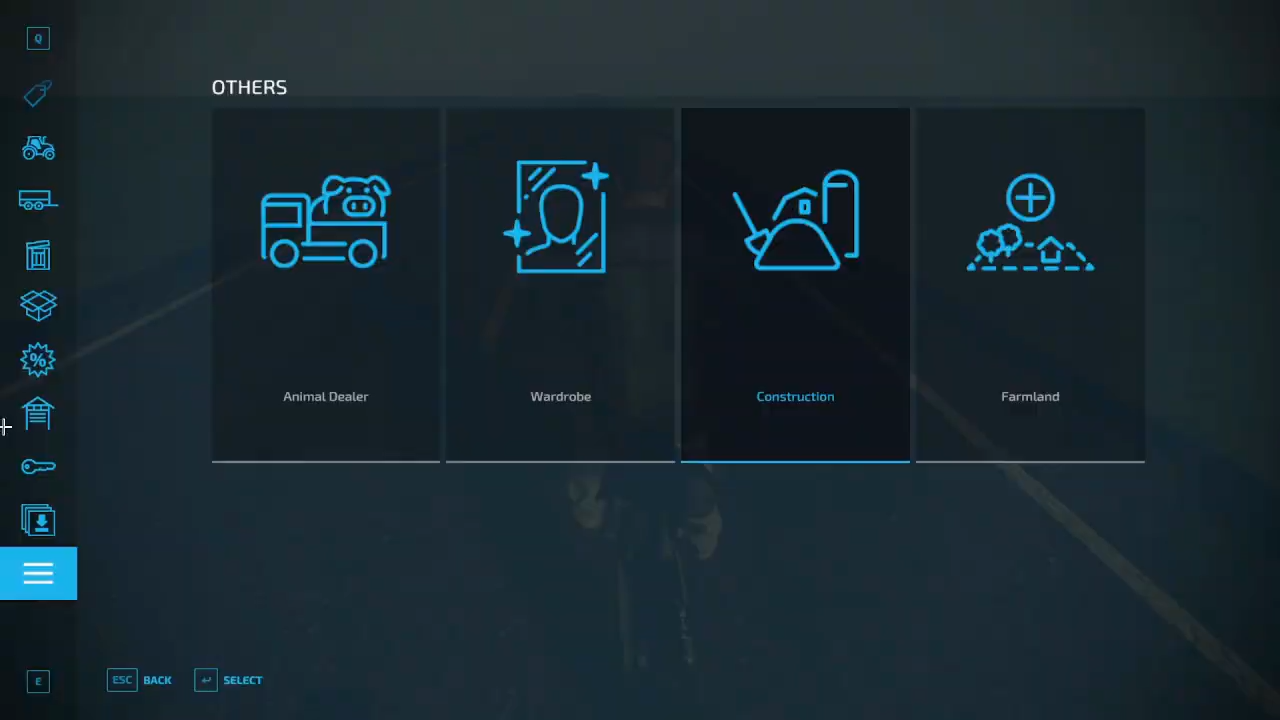 Q
OTHERS
%
Animal Dealer
Wardrobe
Construction
Farmland
E
ESC BACK ↵ SELECT